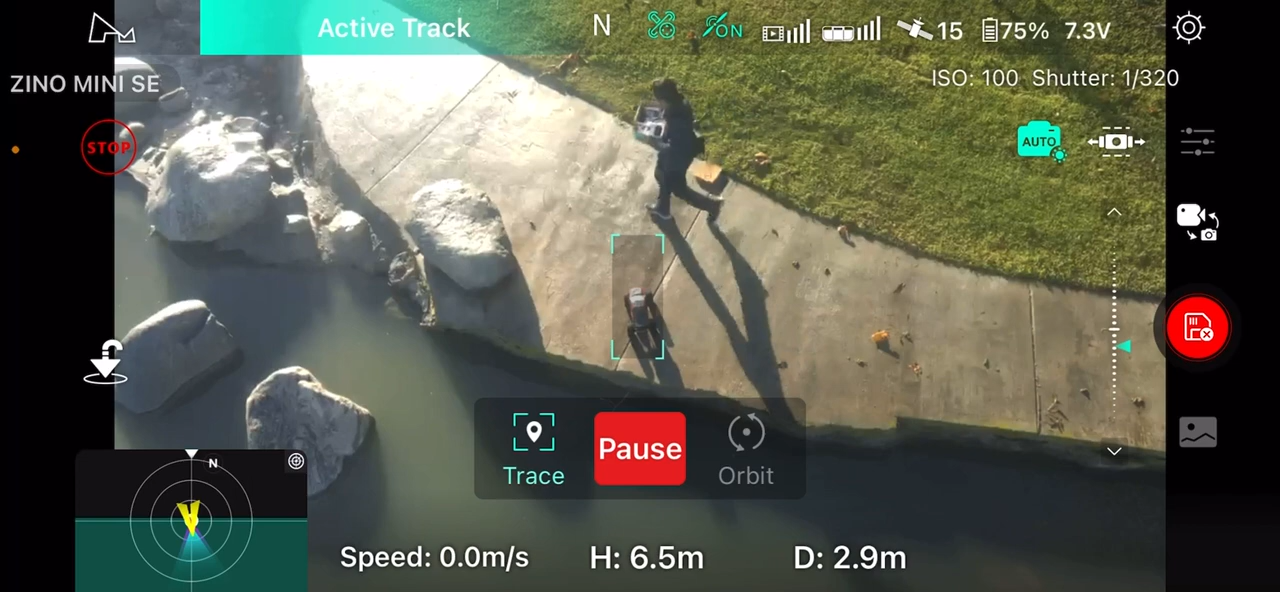 Active Track
N
ON
15
75%
7.3V
ZINO MINI SE
ISO: 100 Shutter: 1/320
STOP
AUTO
Trace
Pause
Orbit
N
Speed: 0.0m/s
H: 6.5m
D: 2.9m